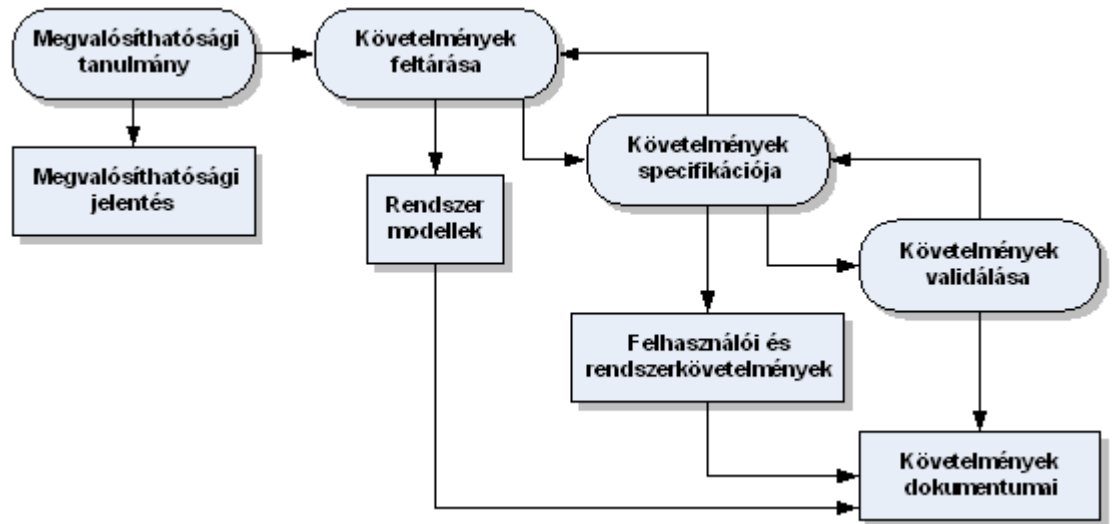 Megvalósíthatósági
tanulmány
Követelmények
feltárása
Követelmények
specifikációja
Megvalósíthatósági
jelentés
Rendszer
modellek
Követelmények
validálása
Felhasználói és
rendszerkövetelmények
Követelmények
dokumentumai